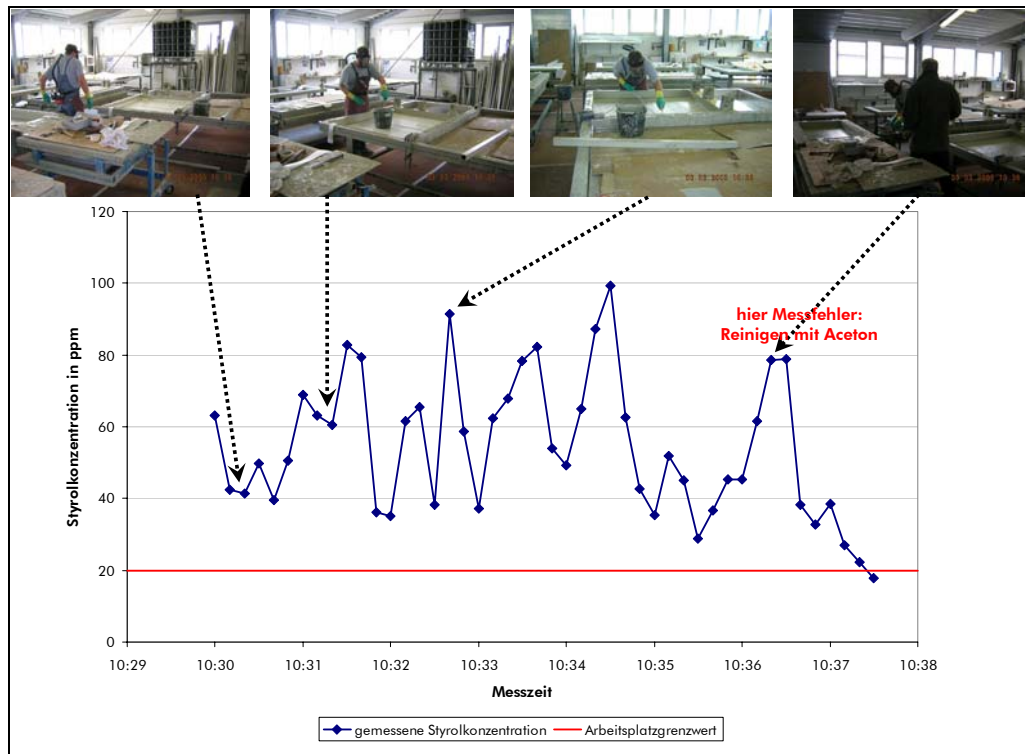 120
100
80
60
40
20
0
Styrolkonzentration in ppm
hier Messfehler:
Reinigen mit Aceton
10:29 10:30 10:31 10:32 10:33 10:34 10:35 10:36 10:37 10:38
Messzeit
gemessene Styrolkonzentration Arbeitsplatzgrenzwert